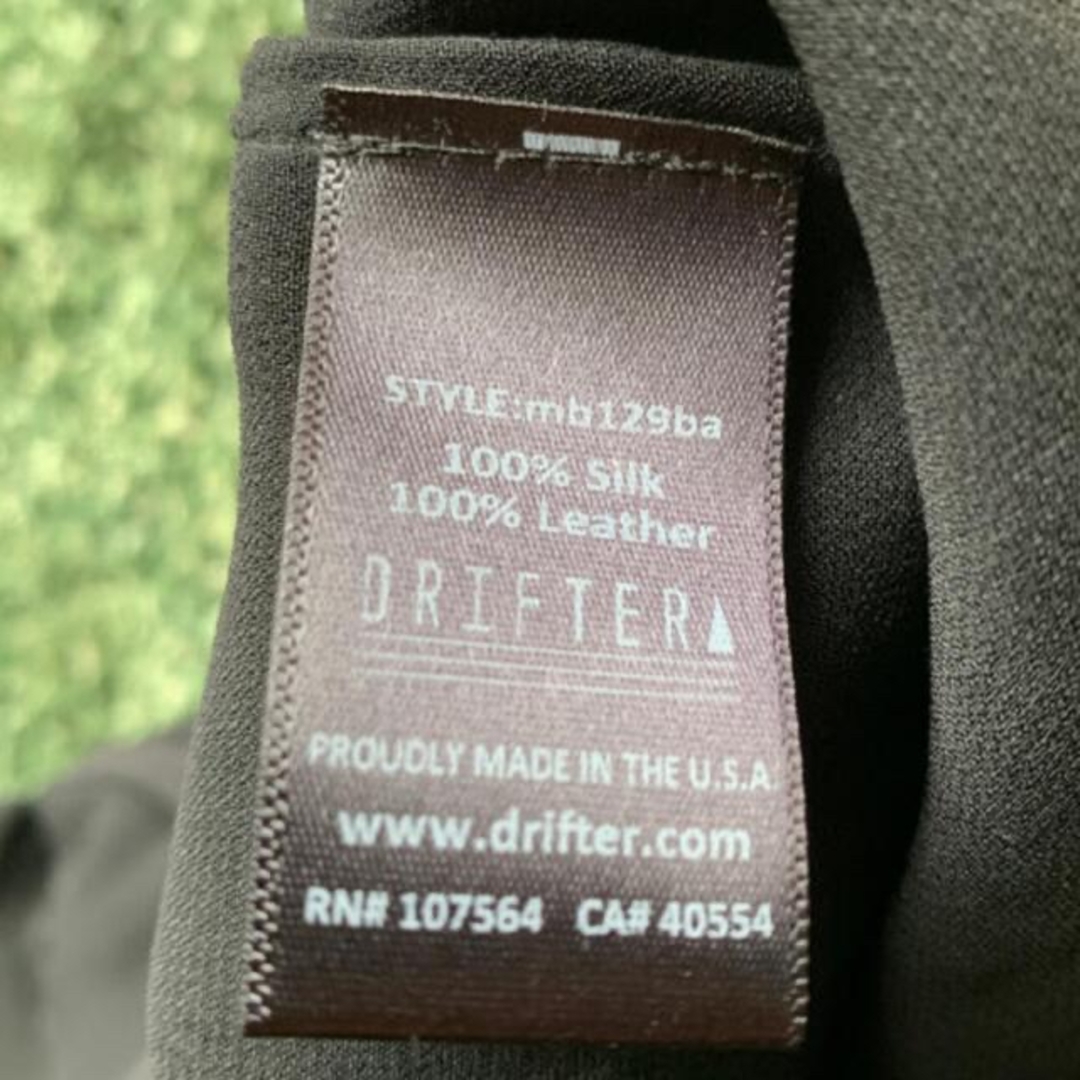 STYLE:mb129ba
100% Silk
100% Leather
DRIFTER
PROUDLY MADE IN THE U.S.A.
www.drifter.com
RN# 107564 CA# 40554